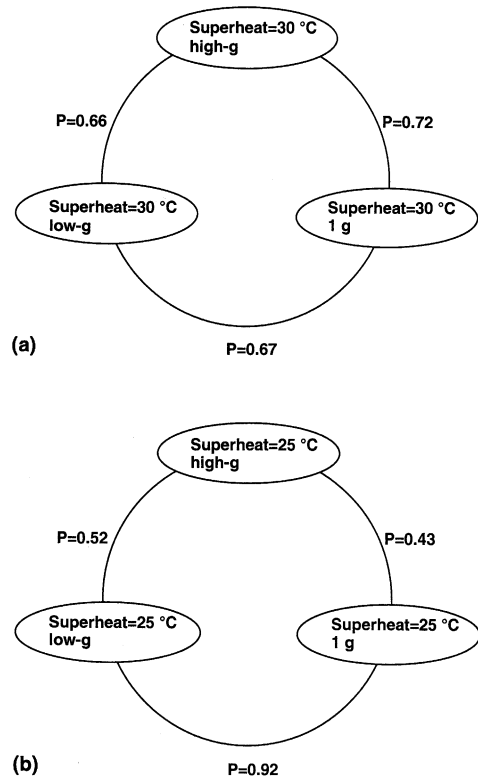 Superheat=30 °C
high-g
P=0.66
P=0.72
Superheat=30 °C
low-g
Superheat=30 °C
1 g
(a)
P=0.67
Superheat=25 °C
high-g
P=0.52
P=0.43
Superheat=25 °C
low-g
Superheat=25 °C
1 g
(b)
P=0.92